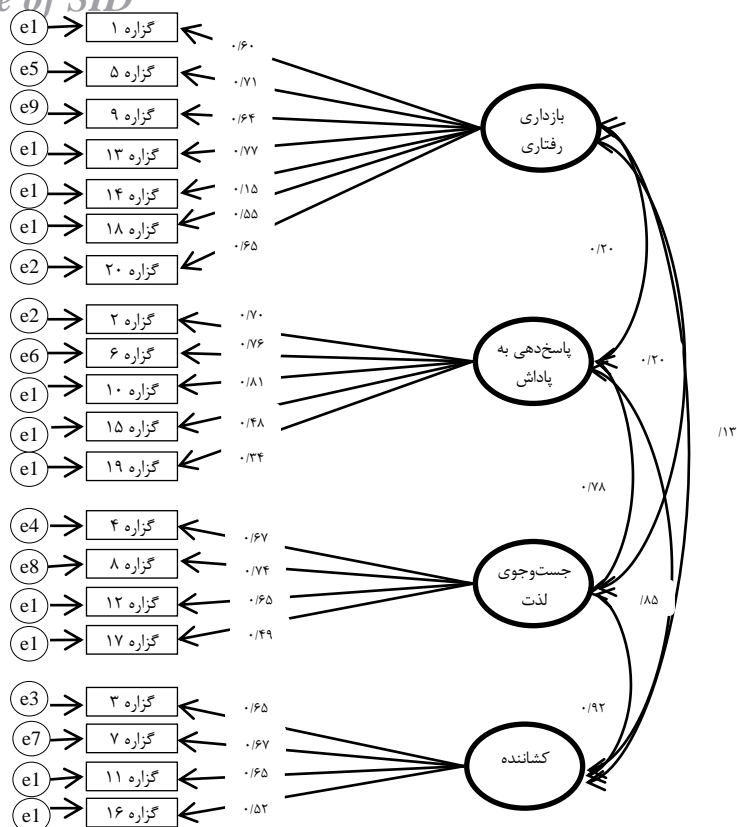 e of SID
e1 گزاره ۱ ۰/۶۰
e5 گزاره ۵ ۰/۷۱
e9 گزاره ۹ ۰/۶۴
e1 گزاره ۱۳ ۰/۷۷
e1 گزاره ۱۴ ۰/۱۵
e1 گزاره ۱۸ ۰/۵۵
e2 گزاره ۲۰ ۰/۶۵
بازداری
رفتاری
۰/۲۰
e2 گزاره ۲ ۰/۷۰
e6 گزاره ۶ ۰/۷۶
e1 گزاره ۱۰ ۰/۸۱
e1 گزاره ۱۵ ۰/۴۸
e1 گزاره ۱۹ ۰/۳۴
پاسخ‌دهی به
پاداش
۰/۲۰
/۱۳
۰/۷۸
e4 گزاره ۴ ۰/۶۷
e8 گزاره ۸ ۰/۷۴
e1 گزاره ۱۲ ۰/۶۵
e1 گزاره ۱۷ ۰/۴۹
جست‌وجوی
لذت
/۸۵
۰/۹۲
e3 گزاره ۳ ۰/۶۵
e7 گزاره ۷ ۰/۶۷
e1 گزاره ۱۱ ۰/۶۵
e1 گزاره ۱۶ ۰/۵۲
کشاننده